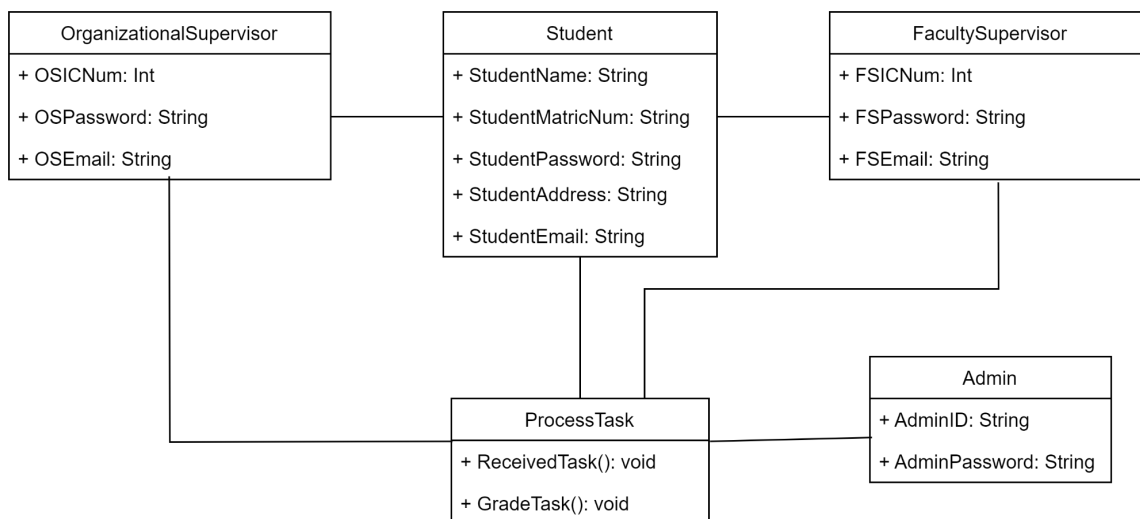 OrganizationalSupervisor
+ OSICNum: Int
+ OSPassword: String
+ OSEmail: String
Student
+ StudentName: String
+ StudentMatricNum: String
+ StudentPassword: String
+ StudentAddress: String
+ StudentEmail: String
FacultySupervisor
+ FSICNum: Int
+ FSPassword: String
+ FSEmail: String
ProcessTask
+ ReceivedTask(): void
+ GradeTask(): void
Admin
+ AdminID: String
+ AdminPassword: String